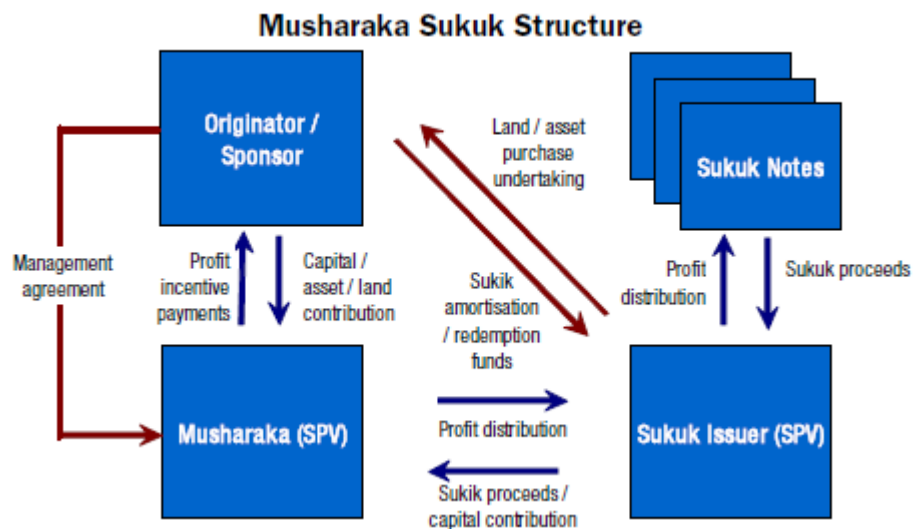 Musharaka Sukuk Structure
Originator /
Sponsor
Land / asset
purchase
undertaking
Sukuk Notes
Management
agreement
Profit
incentive
payments
Capital /
asset / land
contribution
Sukik
amortisation
/ redemption
funds
Profit
distribution
Sukuk proceeds
Musharaka (SPV)
Profit distribution
Sukik proceeds /
capital contribution
Sukuk Issuer (SPV)